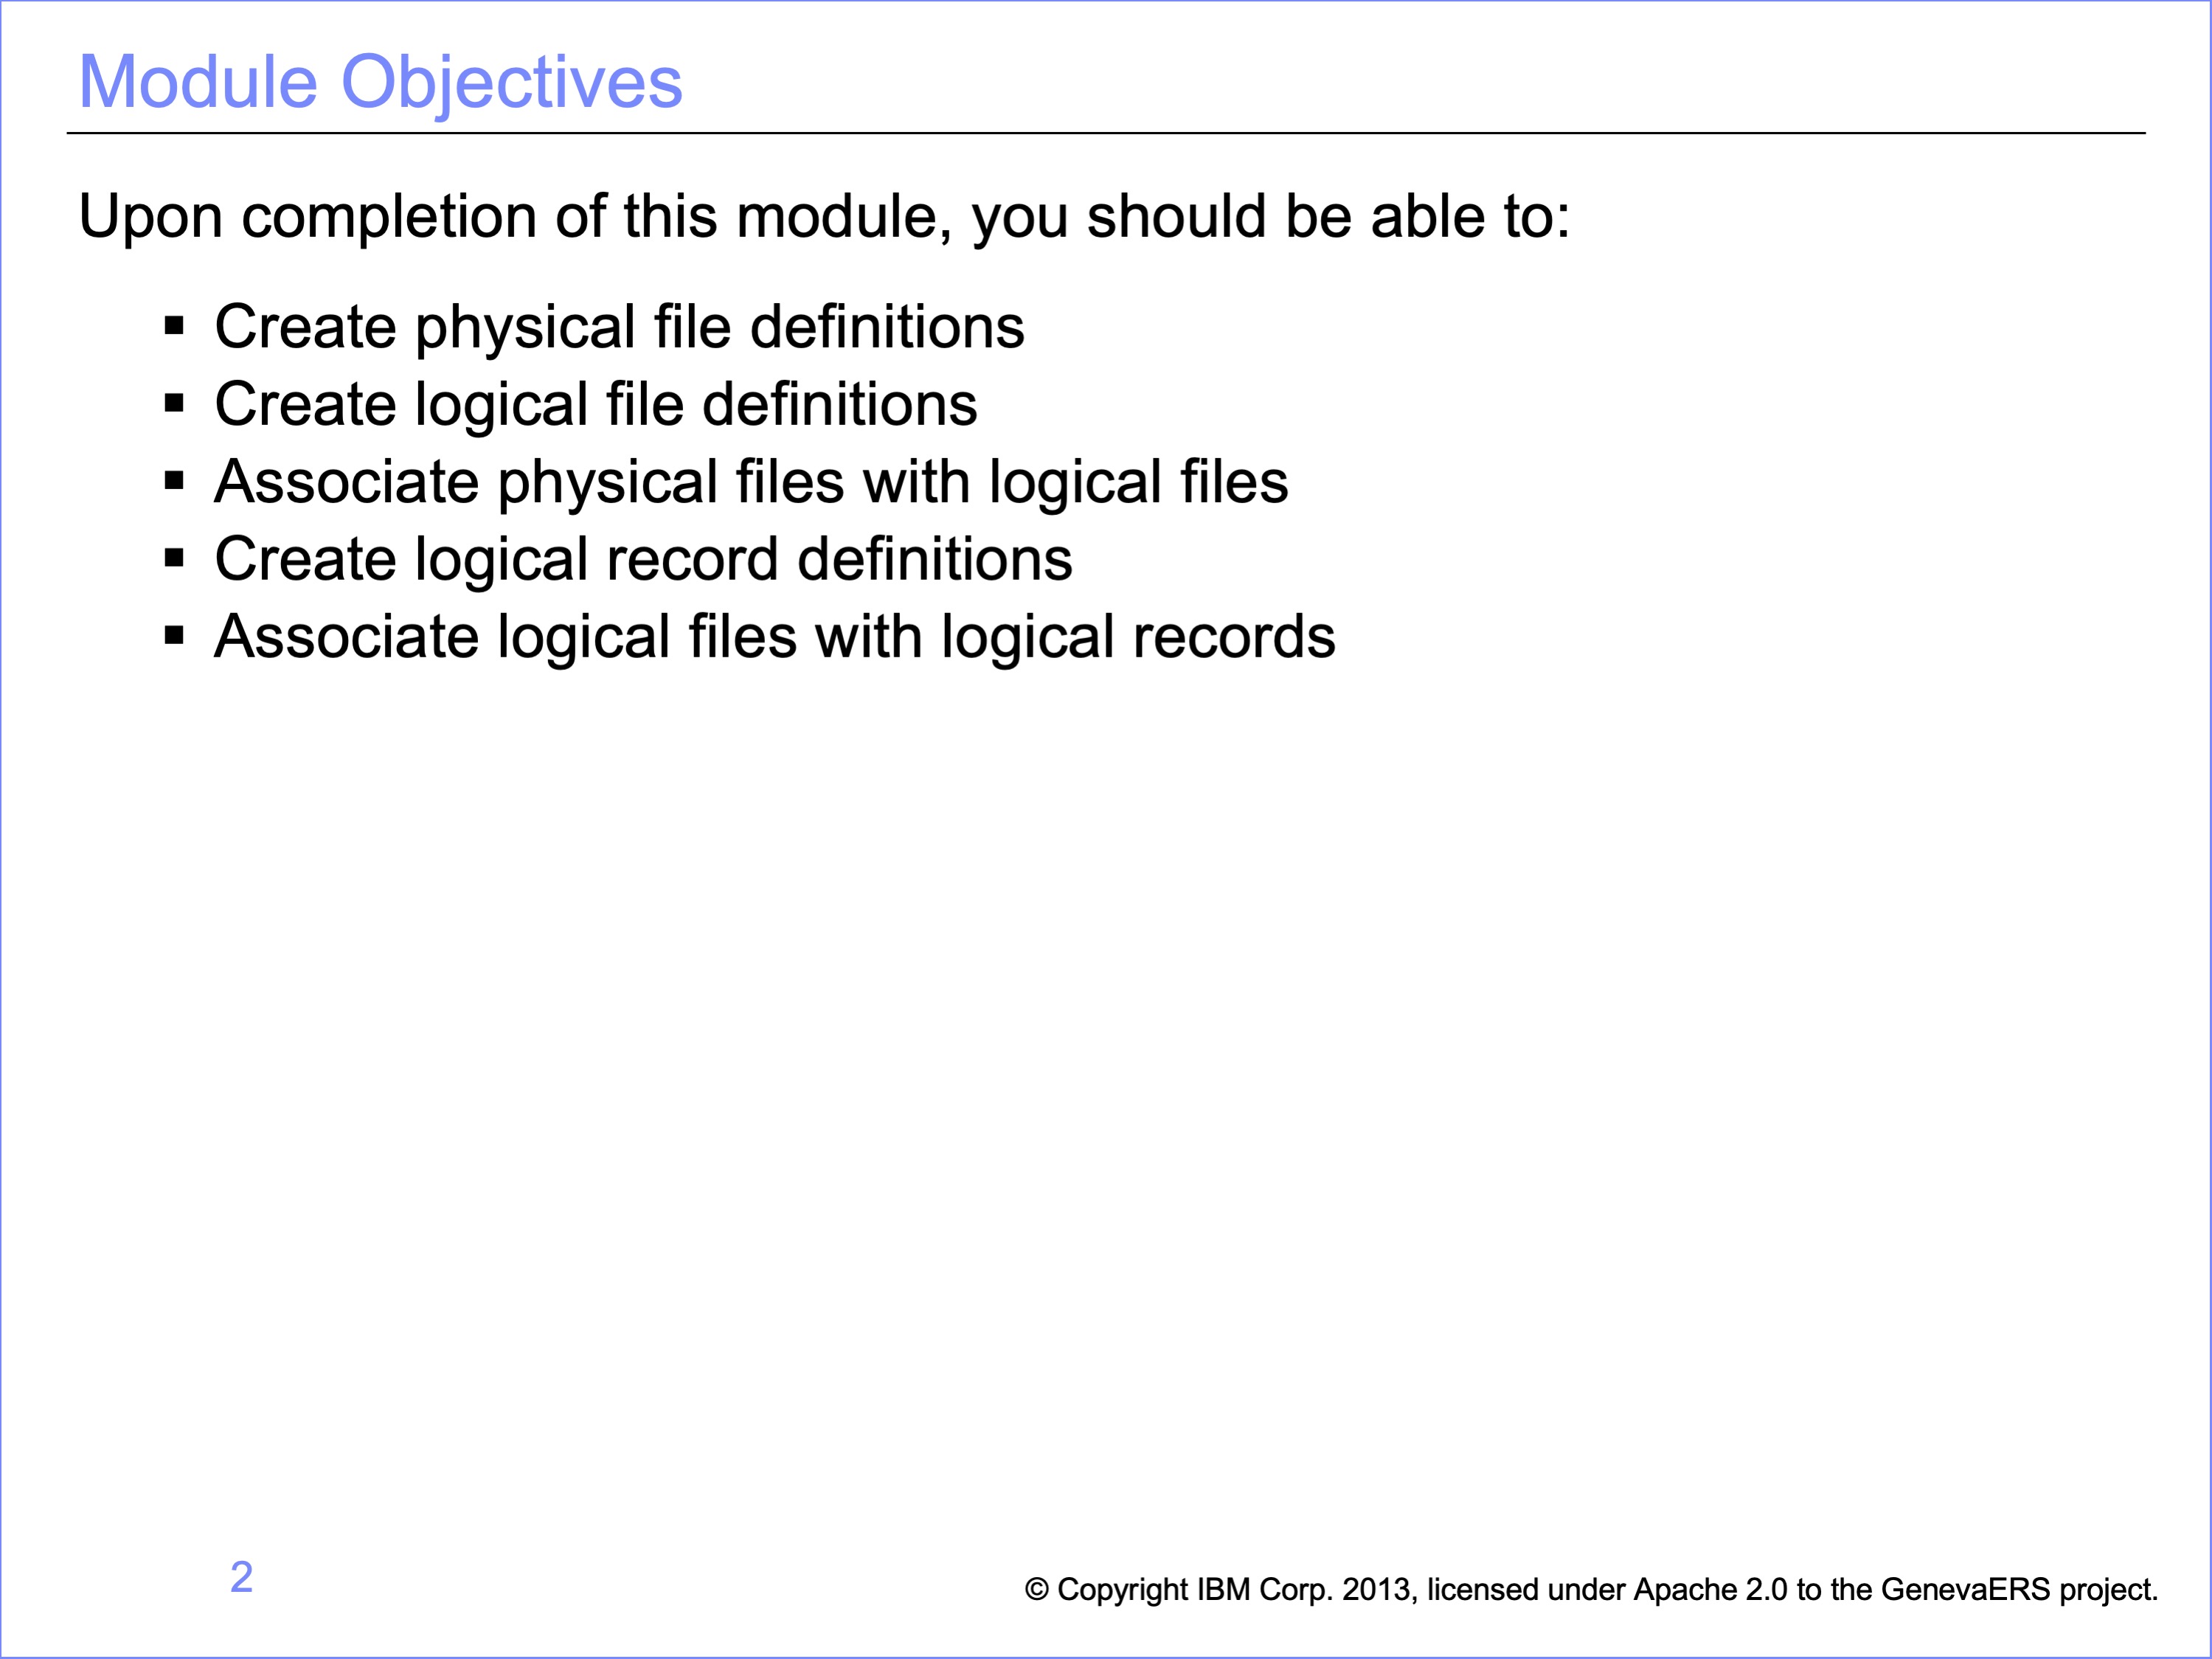 Module Objectives
Upon completion of this module, you should be able to:
▪ Create physical file definitions
▪ Create logical file definitions
▪ Associate physical files with logical files
▪ Create logical record definitions
▪ Associate logical files with logical records
2
© Copyright IBM Corp. 2013, licensed under Apache 2.0 to the GenevaERS project.